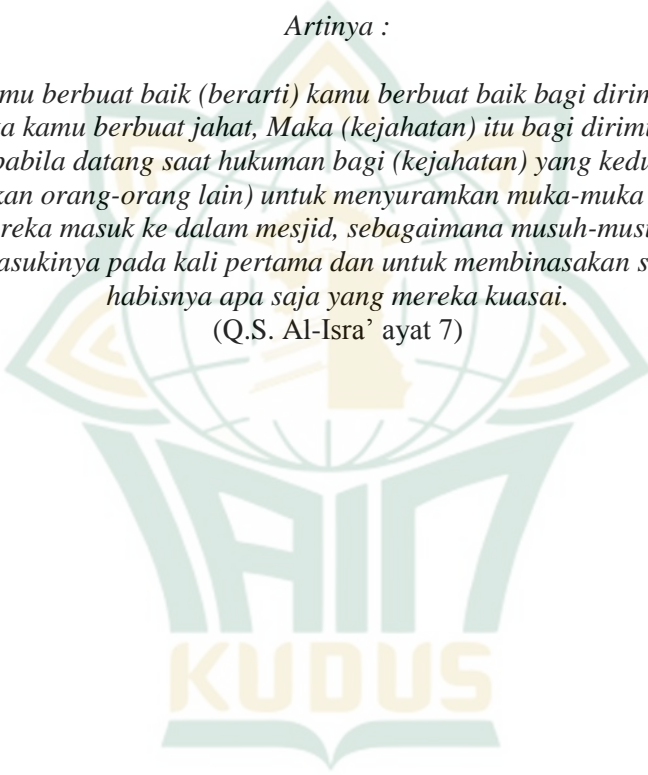 Artinya :
mu berbuat baik (berarti) kamu berbuat baik bagi dirim
a kamu berbuat jahat, Maka (kejahatan) itu bagi dirim
pabila datang saat hukuman bagi (kejahatan) yang kedu
kan orang-orang lain) untuk menyuramkan muka-muka
reka masuk ke dalam mesjid, sebagaimana musuh-musu
asukinya pada kali pertama dan untuk membinasakan s
habisnya apa saja yang mereka kuasai.
(Q.S. Al-Isra’ ayat 7)
IAIN
KUDUS